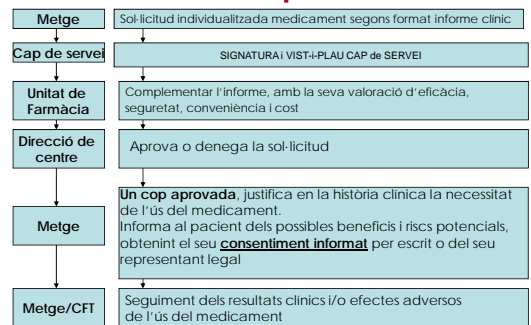 Metge
Sol·licitud individualitzada medicament segons format informe clínic
Cap de servei
SIGNATURA i VIST-i-PLAU CAP de SERVEI
Unitat de
Farmàcia
Complementar l'informe, amb la seva valoració d'eficàcia,
seguretat, conveniència i cost
Direcció de
centre
Aprova o denega la sol·licitud
Metge
Un cop aprovada, justifica en la història clínica la necessitat
de l'ús del medicament.
Informa al pacient dels possibles beneficis i riscs potencials,
obtenint el seu consentiment informat per escrit o del seu
representant legal
Metge/CFT
Seguiment dels resultats clínics i/o efectes adversos
de l'ús del medicament